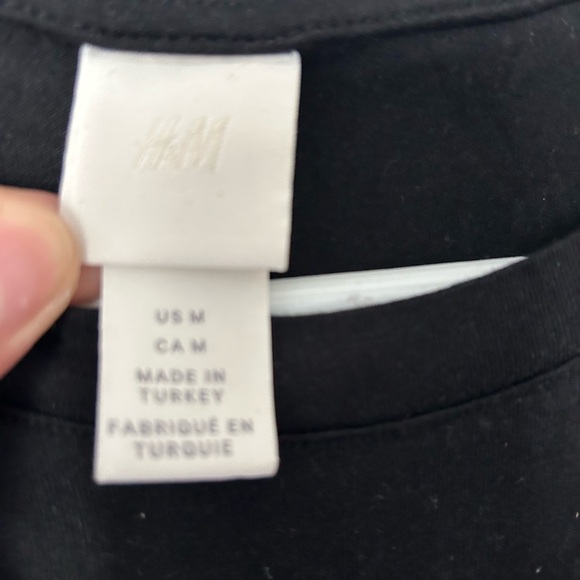 H&M
US M
CA M
MADE IN
TURKEY
FABRIQUÉ EN
TURQUIE